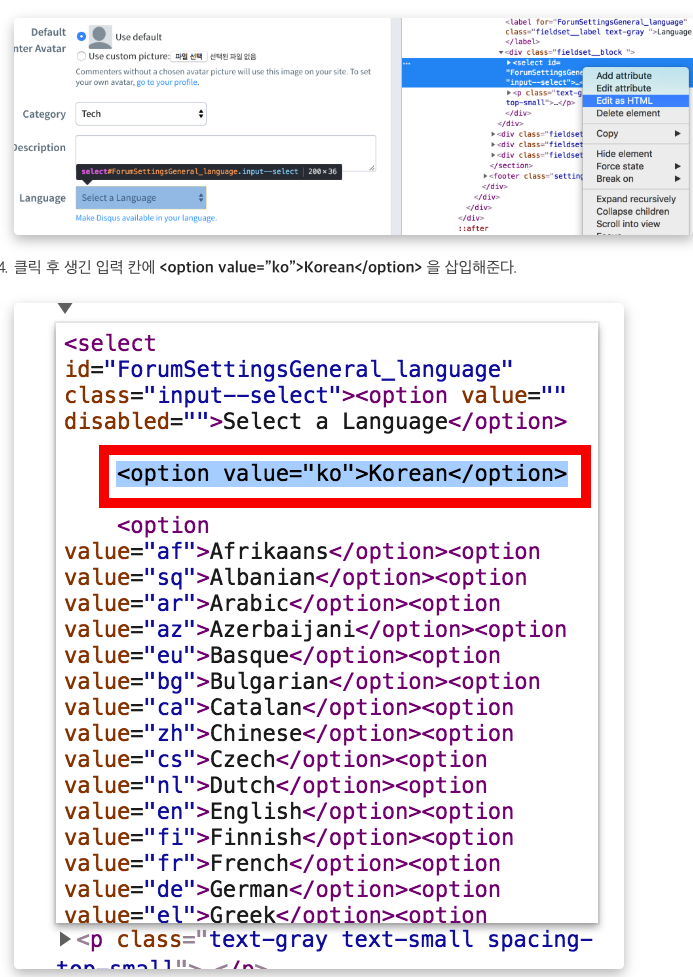 Default
nter Avatar
Use default
Use custom picture: 파일 선택 선택된 파일 없음
Commenters without a chosen avatar picture will use this image on your site. To set
your own avatar, go to your profile.
Category
Tech
Description
select#ForumSettingsGeneral_language.input--select | 200×36
Language
Select a Language
Make Disqus available in your language.
<label for="ForumSettingsGeneral_language"
class="fieldset__label text-gray ">Language
</label>
▼<div class="fieldset__block ">
...
▶<select id=
"ForumSettingsGene
"input--select">…<
▶<p class="text-g
top-small">…</p>
</div>
</div>
▶<div class="fieldset
▶<div class="fieldset
▶<div class="fieldset
</section>
▶<footer class="setting
</div>
</div>
</div>
</div>
::after
Add attribute
Edit attribute
Edit as HTML
Delete element
Copy ▶
Hide element
Force state ▶
Break on ▶
Expand recursively
Collapse children
Scroll into view
4. 클릭 후 생긴 입력 칸에 <option value=”ko”>Korean</option> 을 삽입해준다.
<select
id="ForumSettingsGeneral_language"
class="input--select"><option value=""
disabled="">Select a Language</option>
<option value="ko">Korean</option>
<option
value="af">Afrikaans</option><option
value="sq">Albanian</option><option
value="ar">Arabic</option><option
value="az">Azerbaijani</option><option
value="eu">Basque</option><option
value="bg">Bulgarian</option><option
value="ca">Catalan</option><option
value="zh">Chinese</option><option
value="cs">Czech</option><option
value="nl">Dutch</option><option
value="en">English</option><option
value="fi">Finnish</option><option
value="fr">French</option><option
value="de">German</option><option
value="el">Greek</option><option
▶<p class="text-gray text-small spacing-
top-small">…</p>